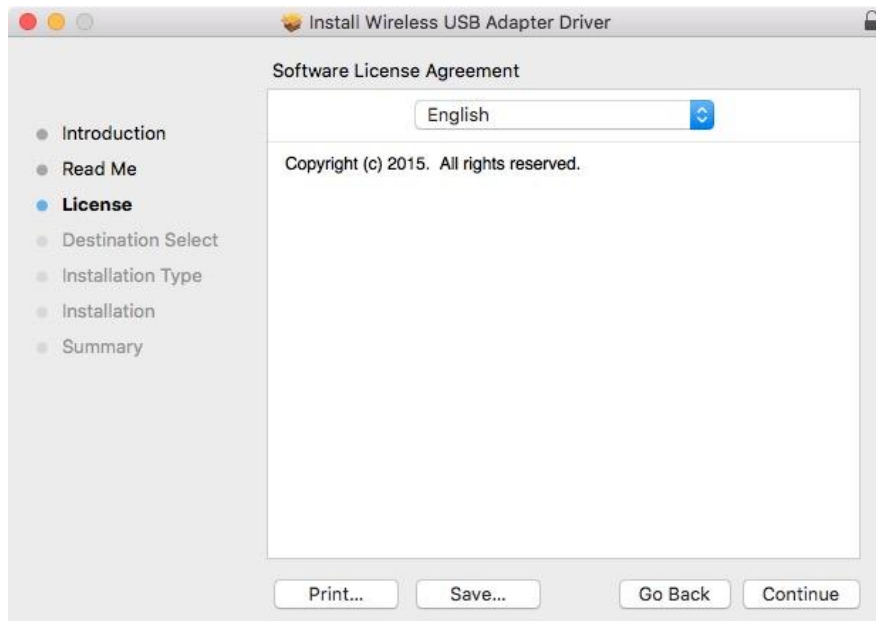 Install Wireless USB Adapter Driver
Software License Agreement
Introduction
Read Me
License
Destination Select
Installation Type
Installation
Summary
English
Copyright (c) 2015.  All rights reserved.
Print...
Save...
Go Back
Continue